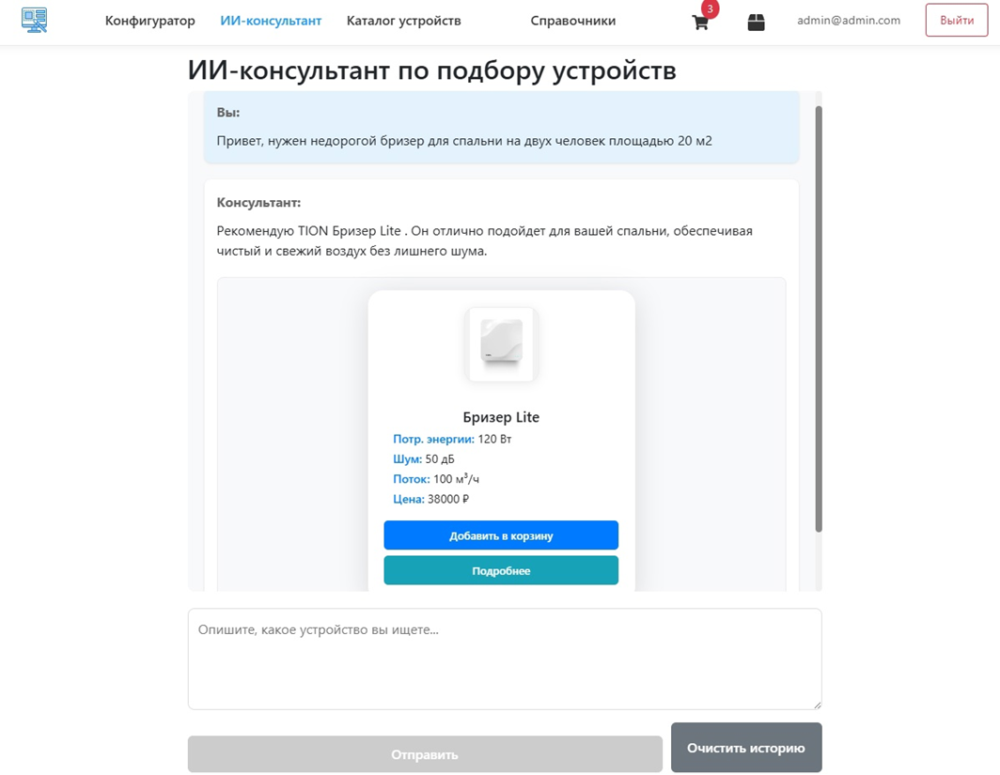 Конфигуратор ИИ-консультант Каталог устройств Справочники 3 admin@admin.com Выйти
ИИ-консультант по подбору устройств
Вы:
Привет, нужен недорогой бризер для спальни на двух человек площадью 20 м2
Консультант:
Рекомендую TION Бризер Lite . Он отлично подойдет для вашей спальни, обеспечивая
чистый и свежий воздух без лишнего шума.
Бризер Lite
Потр. энергии: 120 Вт
Шум: 50 дБ
Поток: 100 м³/ч
Цена: 38000 ₽
Добавить в корзину
Подробнее
Опишите, какое устройство вы ищете...
Отправить
Очистить историю